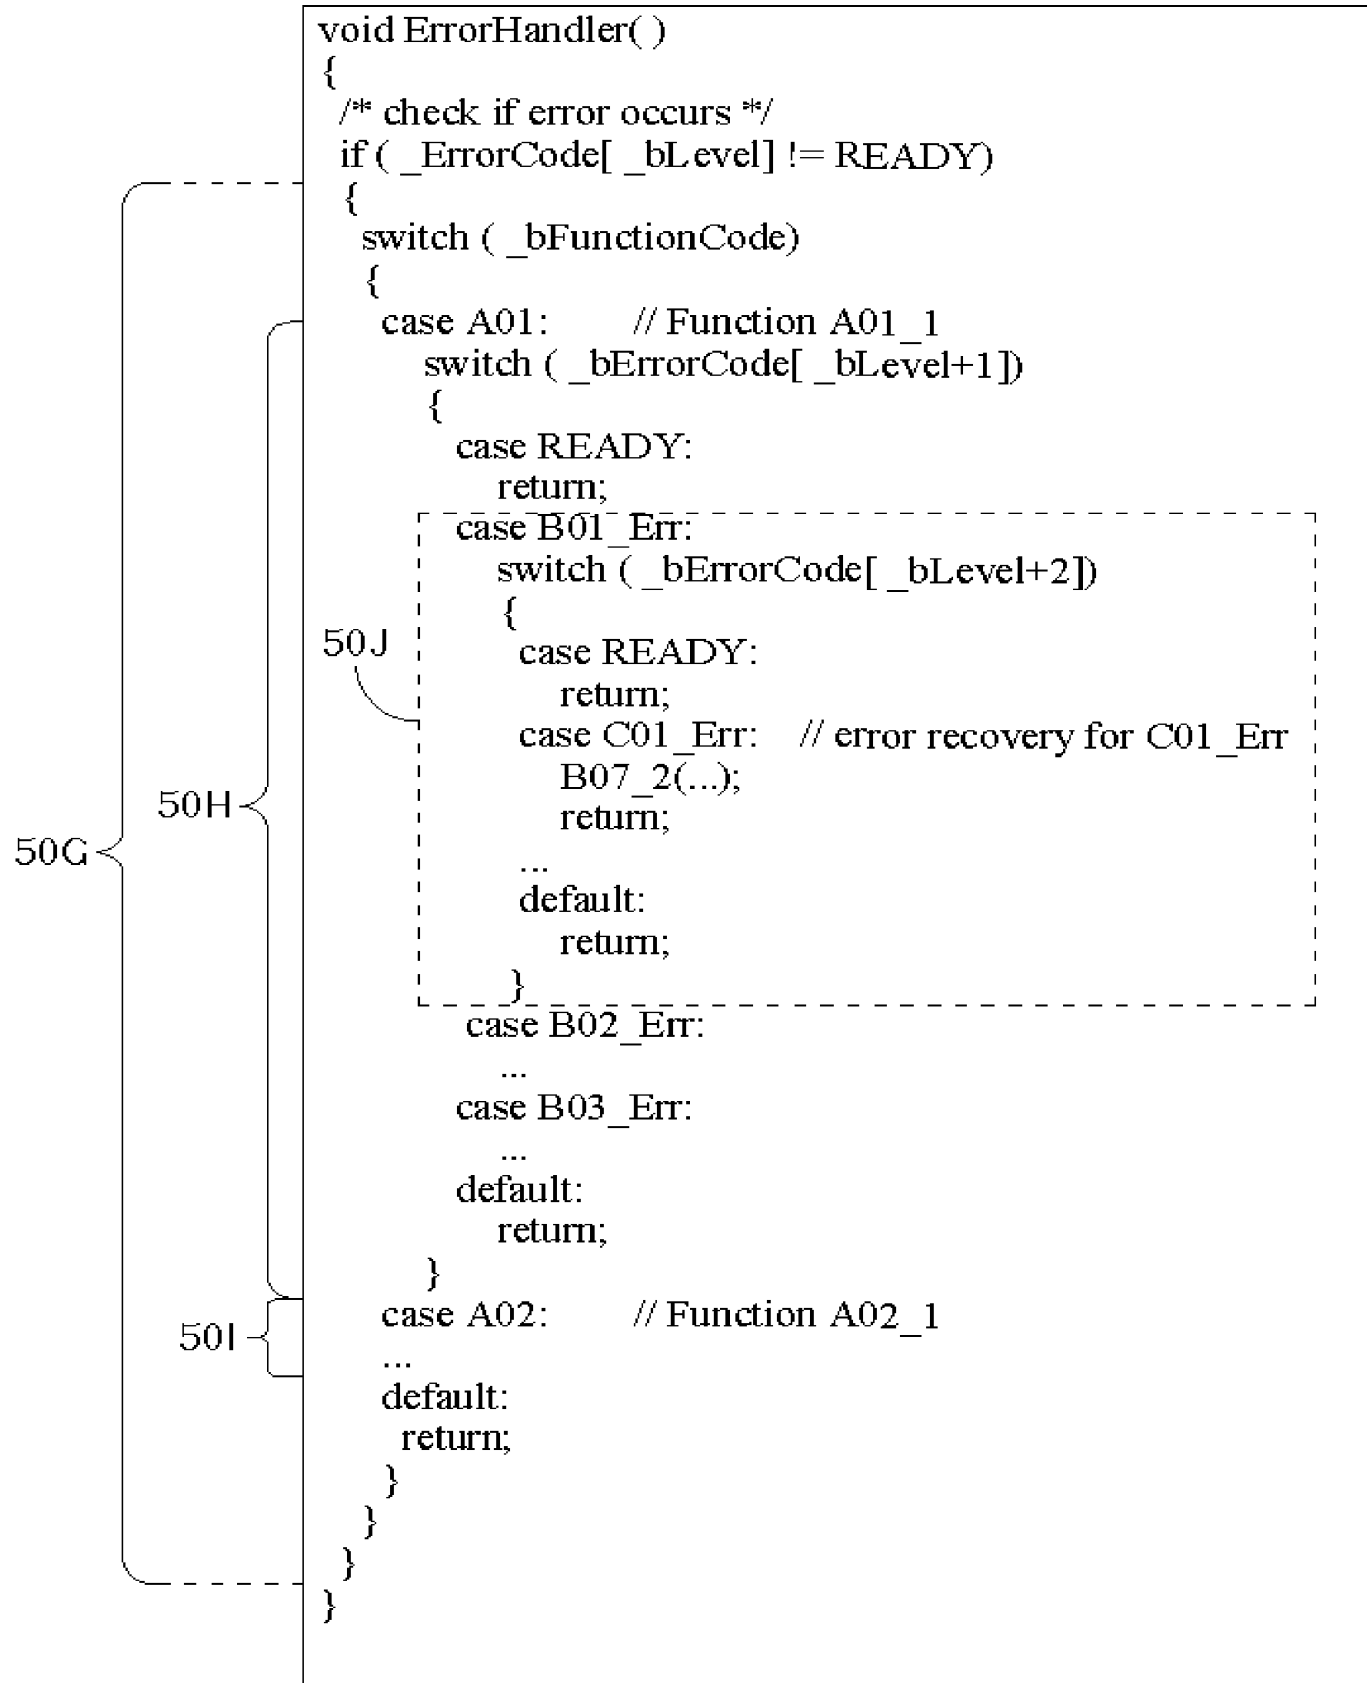 void ErrorHandler( )
{
/* check if error occurs */
if ( _ErrorCode[ _bLevel] != READY)
{
switch ( _bFunctionCode)
{
case A01: // Function A01_1
switch ( _bErrorCode[ _bLevel+1])
{
case READY:
return;
case B01_Err:
switch ( _bErrorCode[ _bLevel+2])
{
50J
case READY:
return;
case C01_Err: // error recovery for C01_Err
B07_2(...);
50H
return;
50G
...
default:
return;
}
case B02_Err:
...
case B03_Err:
...
default:
return;
}
case A02: // Function A02_1
50I
...
default:
return;
}
}
}
}